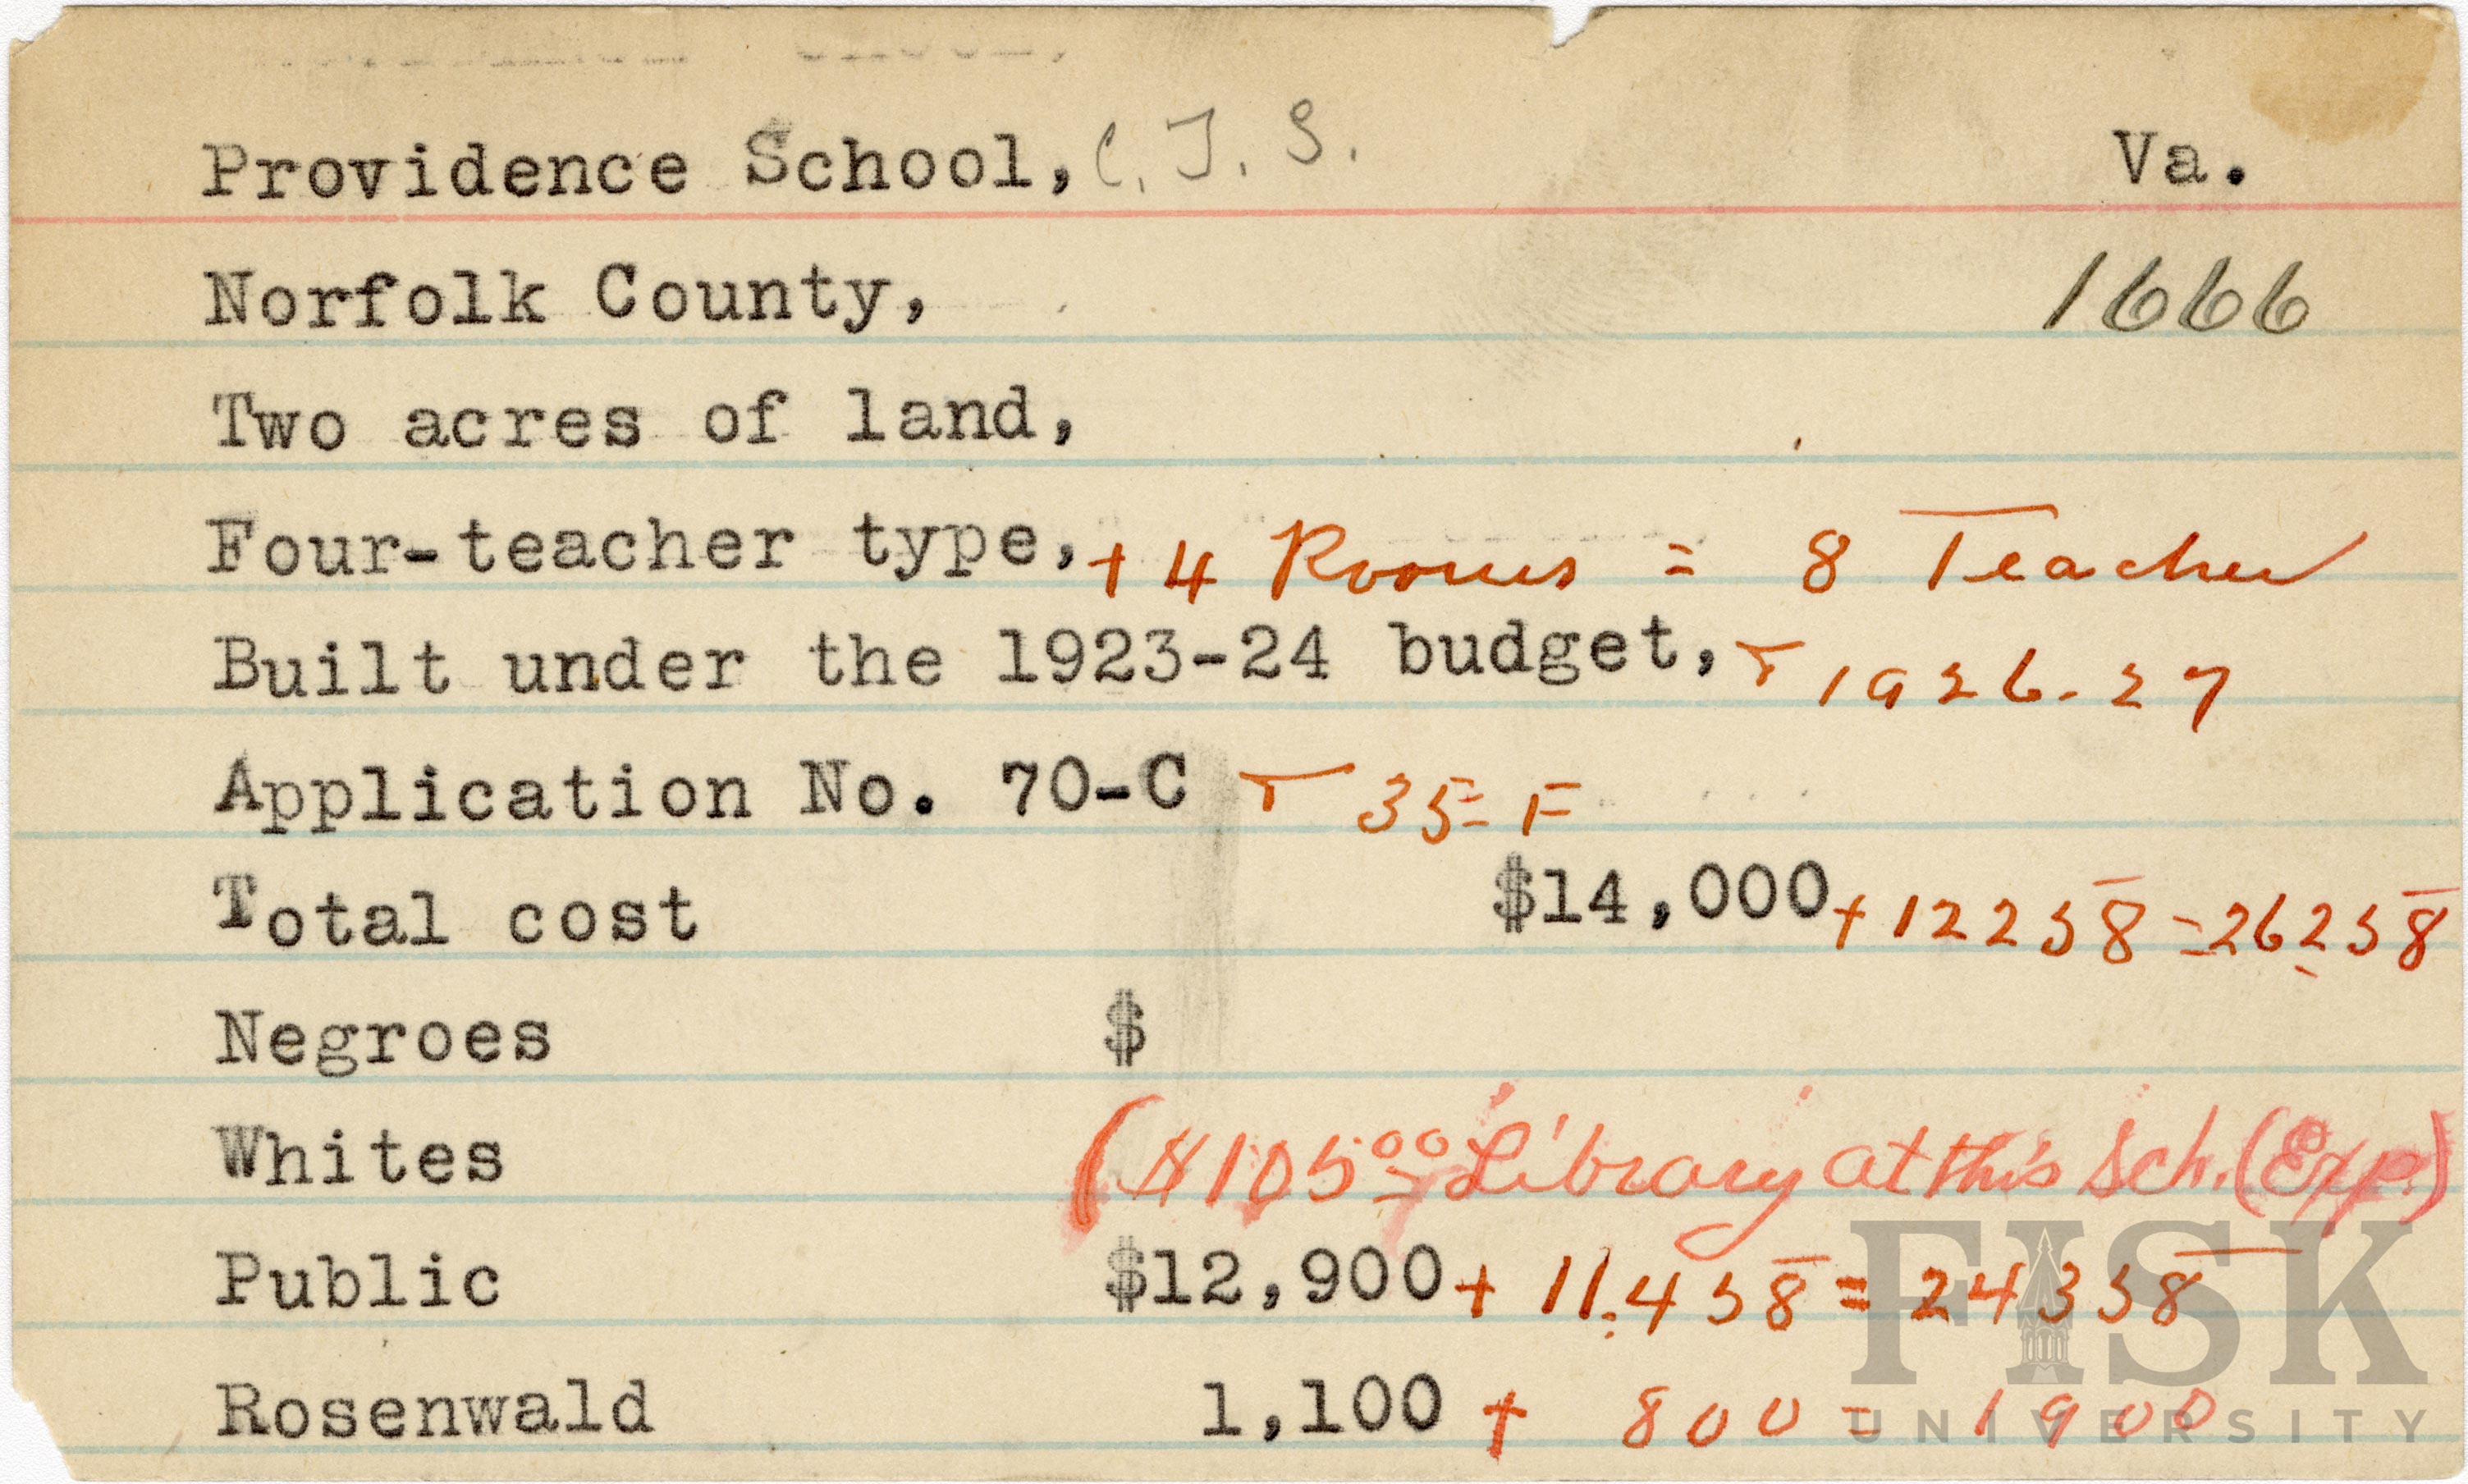 Providence School, C. T. S. Va.
Norfolk County, 1666
Two acres of land,
Four-teacher type, + 4 Rooms = 8 Teacher
Built under the 1923-24 budget, + 1926-27
Application No. 70-C + 35-F
Total cost $14,000 + 12258 = 26258
Negroes $
Whites ($105.00 Library at this Sch. (Exp.)
Public $12,900 + 11,458 = 24358
Rosenwald 1,100 + 800 = 1900
FISK
UNIVERSITY